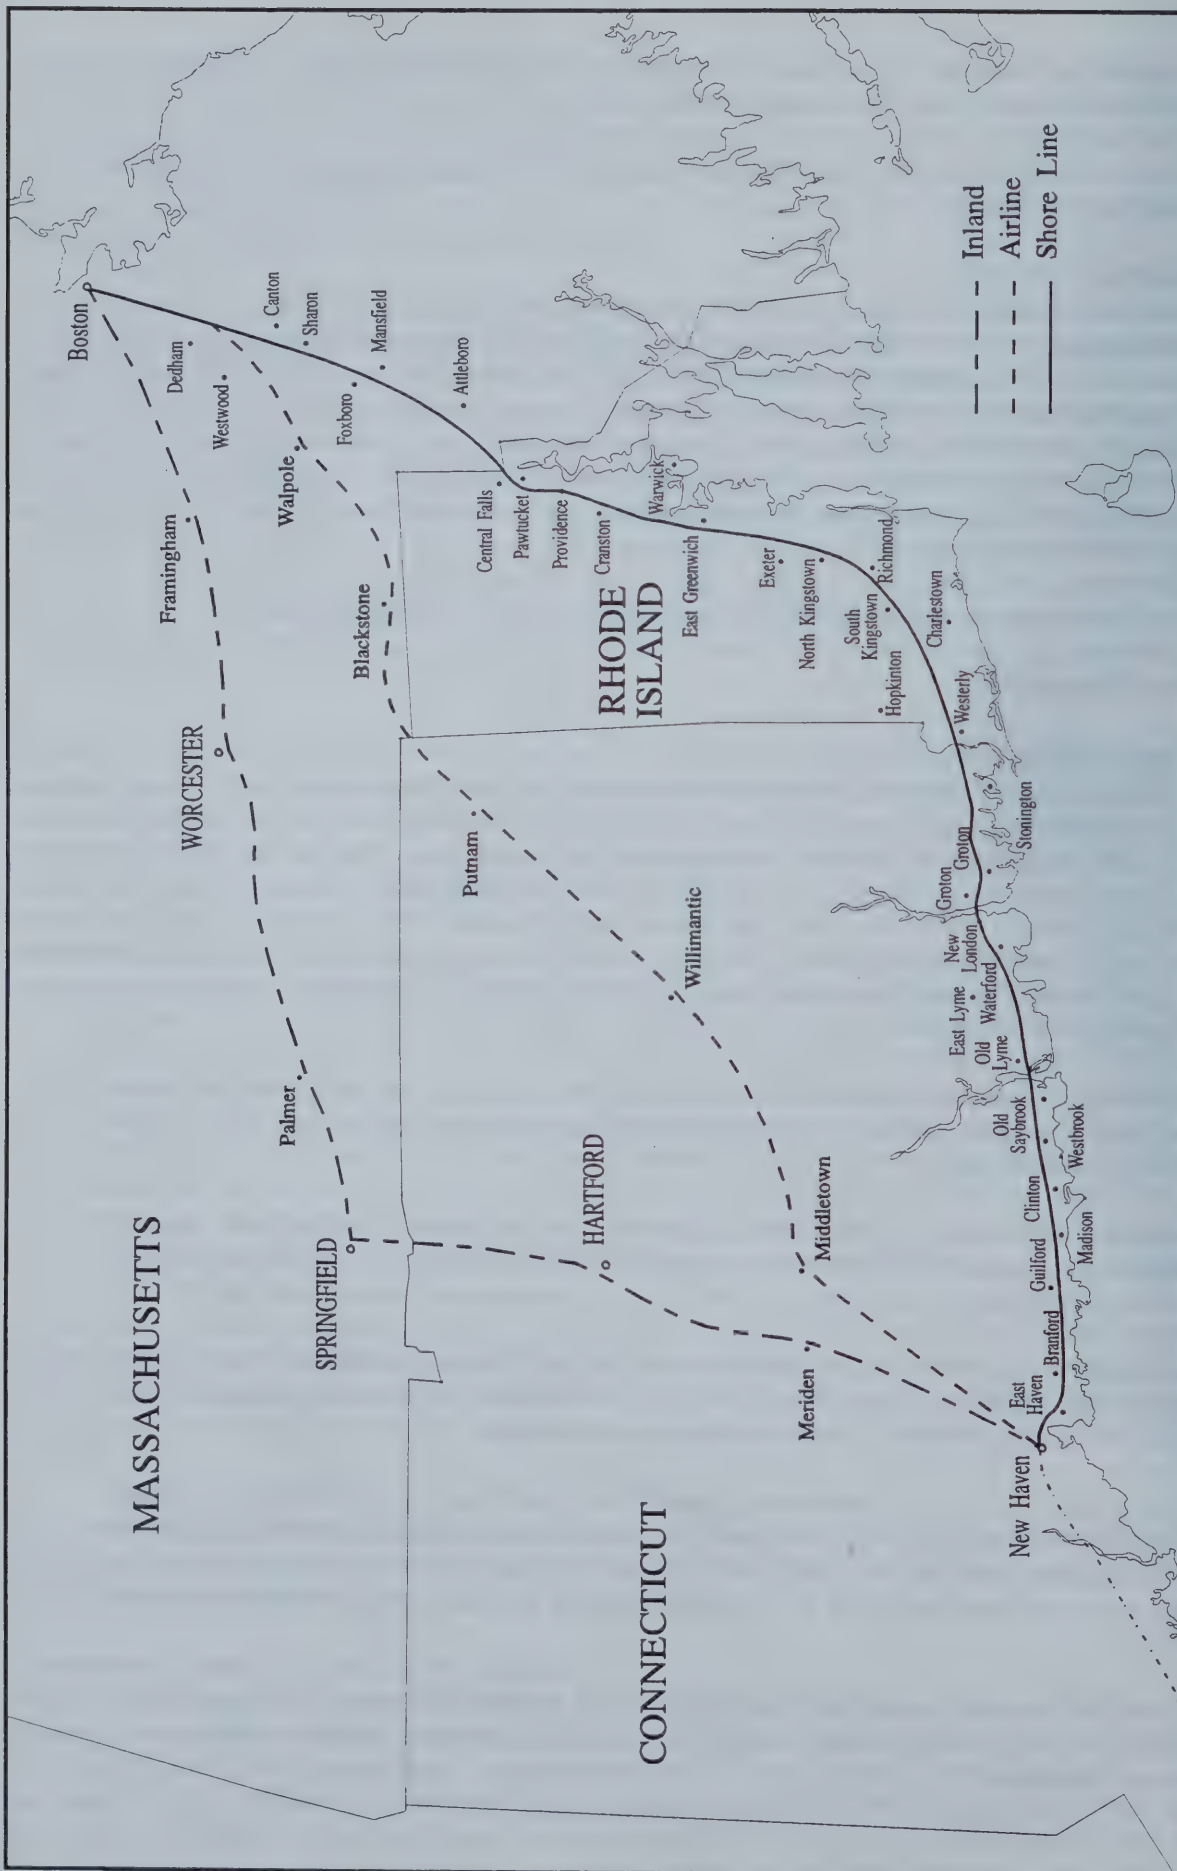 MASSACHUSETTS
Boston
Dedham
Westwood
Canton
Sharon
Framingham
Walpole
Foxboro
Mansfield
WORCESTER
Attleboro
Palmer
SPRINGFIELD
Blackstone
Central Falls
Pawtucket
Providence
Cranston
Warwick
Putnam
RHODE
ISLAND
East Greenwich
HARTFORD
Willimantic
Exeter
North Kingstown
Richmond
South
Kingstown
Hopkinton
Charlestown
CONNECTICUT
Meriden
Middletown
Westerly
Stonington
Groton
Groton
New
London
Waterford
East Lyme
Old
Lyme
Old
Saybrook
Westbrook
Clinton
Madison
Guilford
Branford
East
Haven
New Haven
Inland
Airline
Shore Line